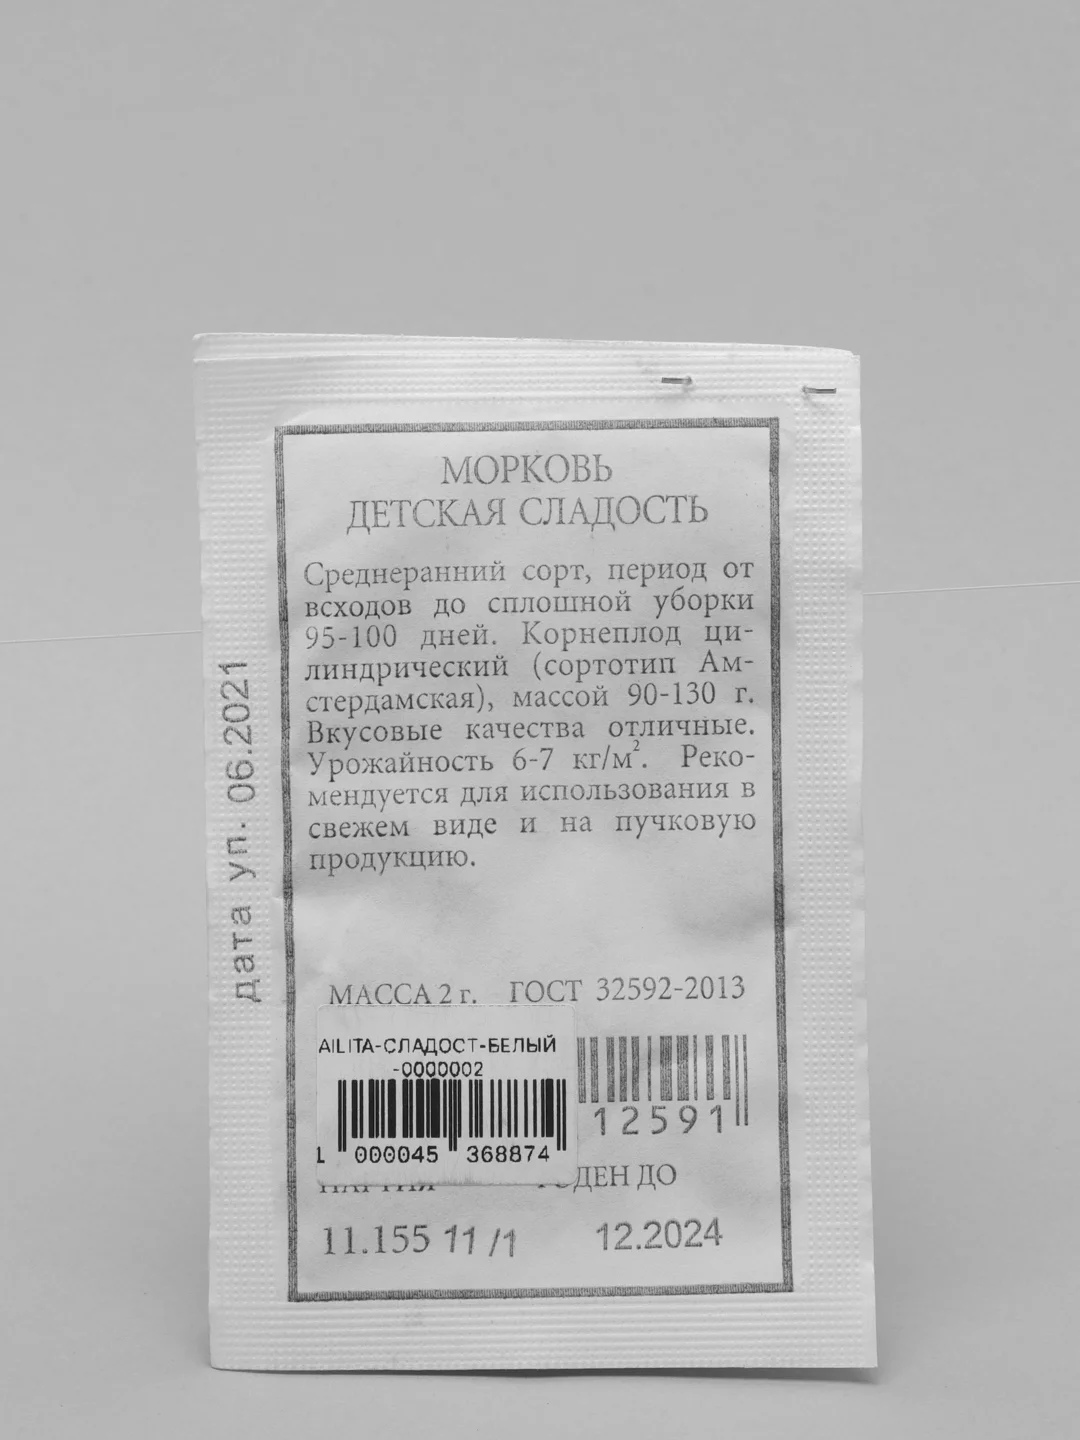 МОРКОВЬ
ДЕТСКАЯ СЛАДОСТЬ
Среднеранний сорт, период от
всходов до сплошной уборки
95-100 дней. Корнеплод ци-
линдрический (сортотип Ам-
стердамская), массой 90-130 г.
Вкусовые качества отличные.
Урожайность 6-7 кг/м². Реко-
мендуется для использования в
свежем виде и на пучковую
продукцию.
МАССА 2 г. ГОСТ 32592-2013
AILITA-СЛАДОСТ-БЕЛЫЙ
-0000002
1 000045 368874
12591
ДО
11.155 11/1 12.2024
дата уп. 06.2021